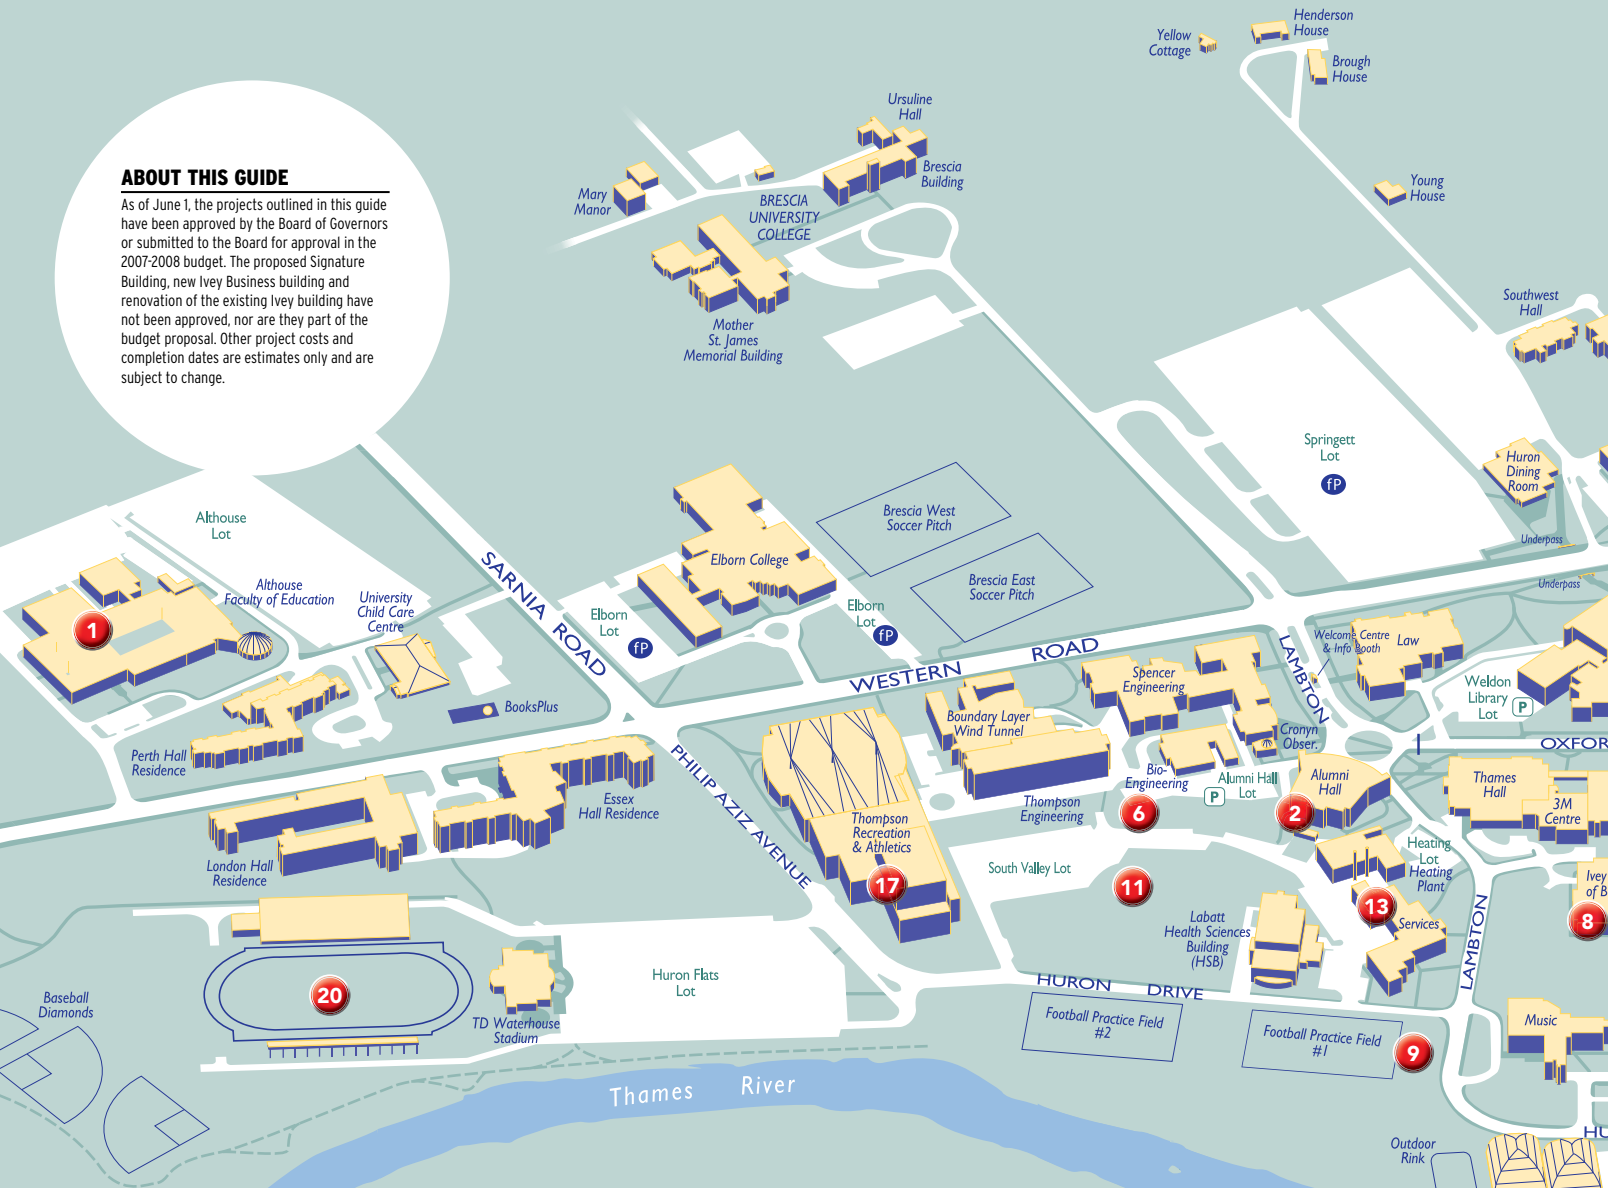 Henderson
House
Yellow
Cottage
Brough
House
Ursuline
Hall
Brescia
Building
Mary
Manor
BRESCIA
UNIVERSITY
COLLEGE
Young
House
ABOUT THIS GUIDE
As of June 1, the projects outlined in this guide
have been approved by the Board of Governors
or submitted to the Board for approval in the
2007-2008 budget. The proposed Signature
Building, new Ivey Business building and
renovation of the existing Ivey building have
not been approved, nor are they part of the
budget proposal. Other project costs and
completion dates are estimates only and are
subject to change.
Mother
St. James
Memorial Building
Southwest
Hall
Springett
Lot
fP
Huron
Dining
Room
Underpass
Underpass
Althouse
Lot
Brescia West
Soccer Pitch
Brescia East
Soccer Pitch
Elborn College
SARNIA ROAD
Althouse
Faculty of Education
University
Child Care
Centre
1
Elborn
Lot
fP
Elborn
Lot
fP
WESTERN ROAD
LAMBTON
Welcome Centre
& Info Booth
Law
Spencer
Engineering
Weldon
Library
Lot
P
BooksPlus
Boundary Layer
Wind Tunnel
Cronyn
Obser.
OXFOR
Perth Hall
Residence
PHILIP AZIZ AVENUE
Bio-
Engineering
Alumni Hall
Lot
P
Alumni
Hall
Thames
Hall
3M
Centre
Essex
Hall Residence
Thompson
Engineering
6
2
Thompson
Recreation
& Athletics
London Hall
Residence
South Valley Lot
Heating
Lot
Heating
Plant
Ivey
of B
17
11
13
8
Services
Labatt
Health Sciences
Building
(HSB)
LAMBTON
Huron Flats
Lot
20
Baseball
Diamonds
TD Waterhouse
Stadium
HURON DRIVE
Football Practice Field
#2
Football Practice Field
#1
9
Music
Thames River
Outdoor
Rink
HU